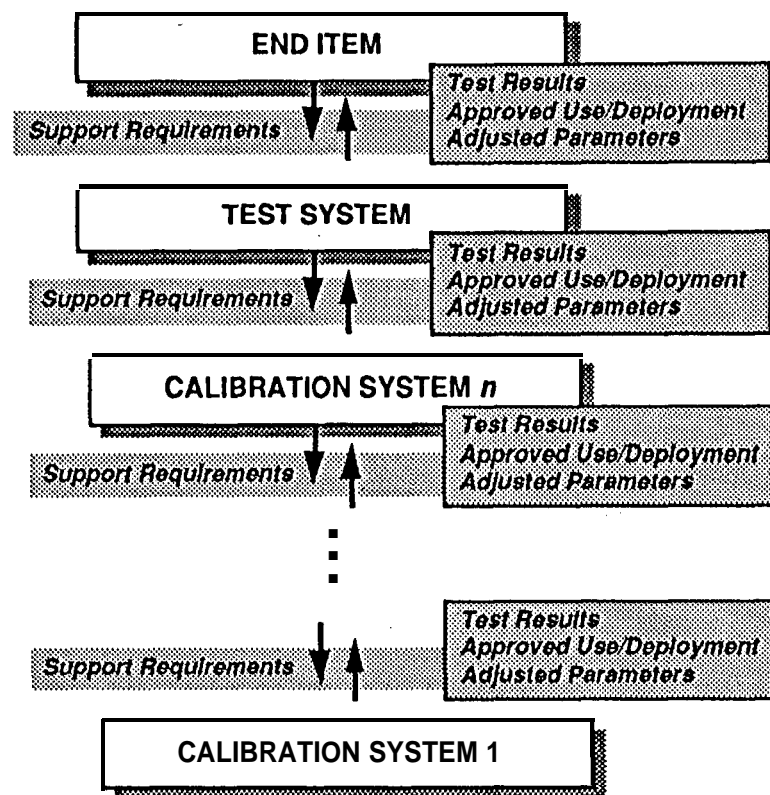 END ITEM
Test Results
Approved Use/Deployment
Support Requirements
Adjusted Parameters
TEST SYSTEM
Test Results
Approved Use/Deployment
Support Requirements
Adjusted Parameters
CALIBRATION SYSTEM n
Test Results
Approved Use/Deployment
Support Requirements
Adjusted Parameters
Test Results
Approved Use/Deployment
Support Requirements
Adjusted Parameters
CALIBRATION SYSTEM 1